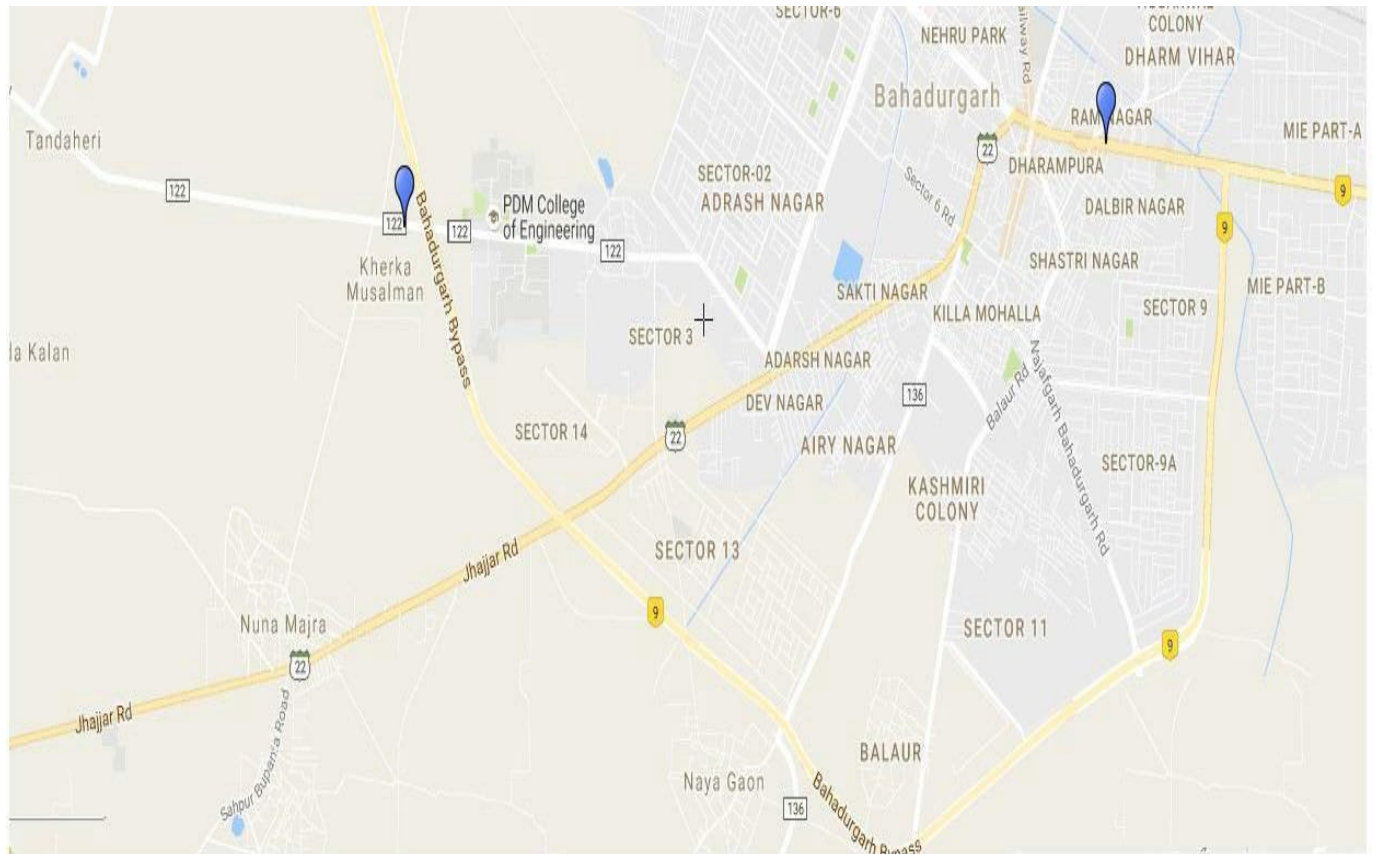 SECTOR-6
COLONY
NEHRU PARK
DHARM VIHAR
Bahadurgarh
RAM NAGAR
MIE PART-A
Tandaheri
22
DHARAMPURA
SECTOR-02
ADRASH NAGAR
Sector 6 Rd
122
9
PDM College
of Engineering
DALBIR NAGAR
122
122
122
9
Kherka
Musalman
Bahadurgarh Bypass
SHASTRI NAGAR
SAKTI NAGAR
MIE PART-B
KILLA MOHALLA
SECTOR 9
SECTOR 3
da Kalan
ADARSH NAGAR
136
DEV NAGAR
Balaur Rd
Najafgarh Bahadurgarh Rd
SECTOR 14
22
AIRY NAGAR
SECTOR-9A
KASHMIRI
COLONY
SECTOR 13
Jhajjar Rd
9
Nuna Majra
SECTOR 11
9
22
Jhajjar Rd
Sahpur Bupania Road
BALAUR
Naya Gaon
136
Bahadurgarh Bypass